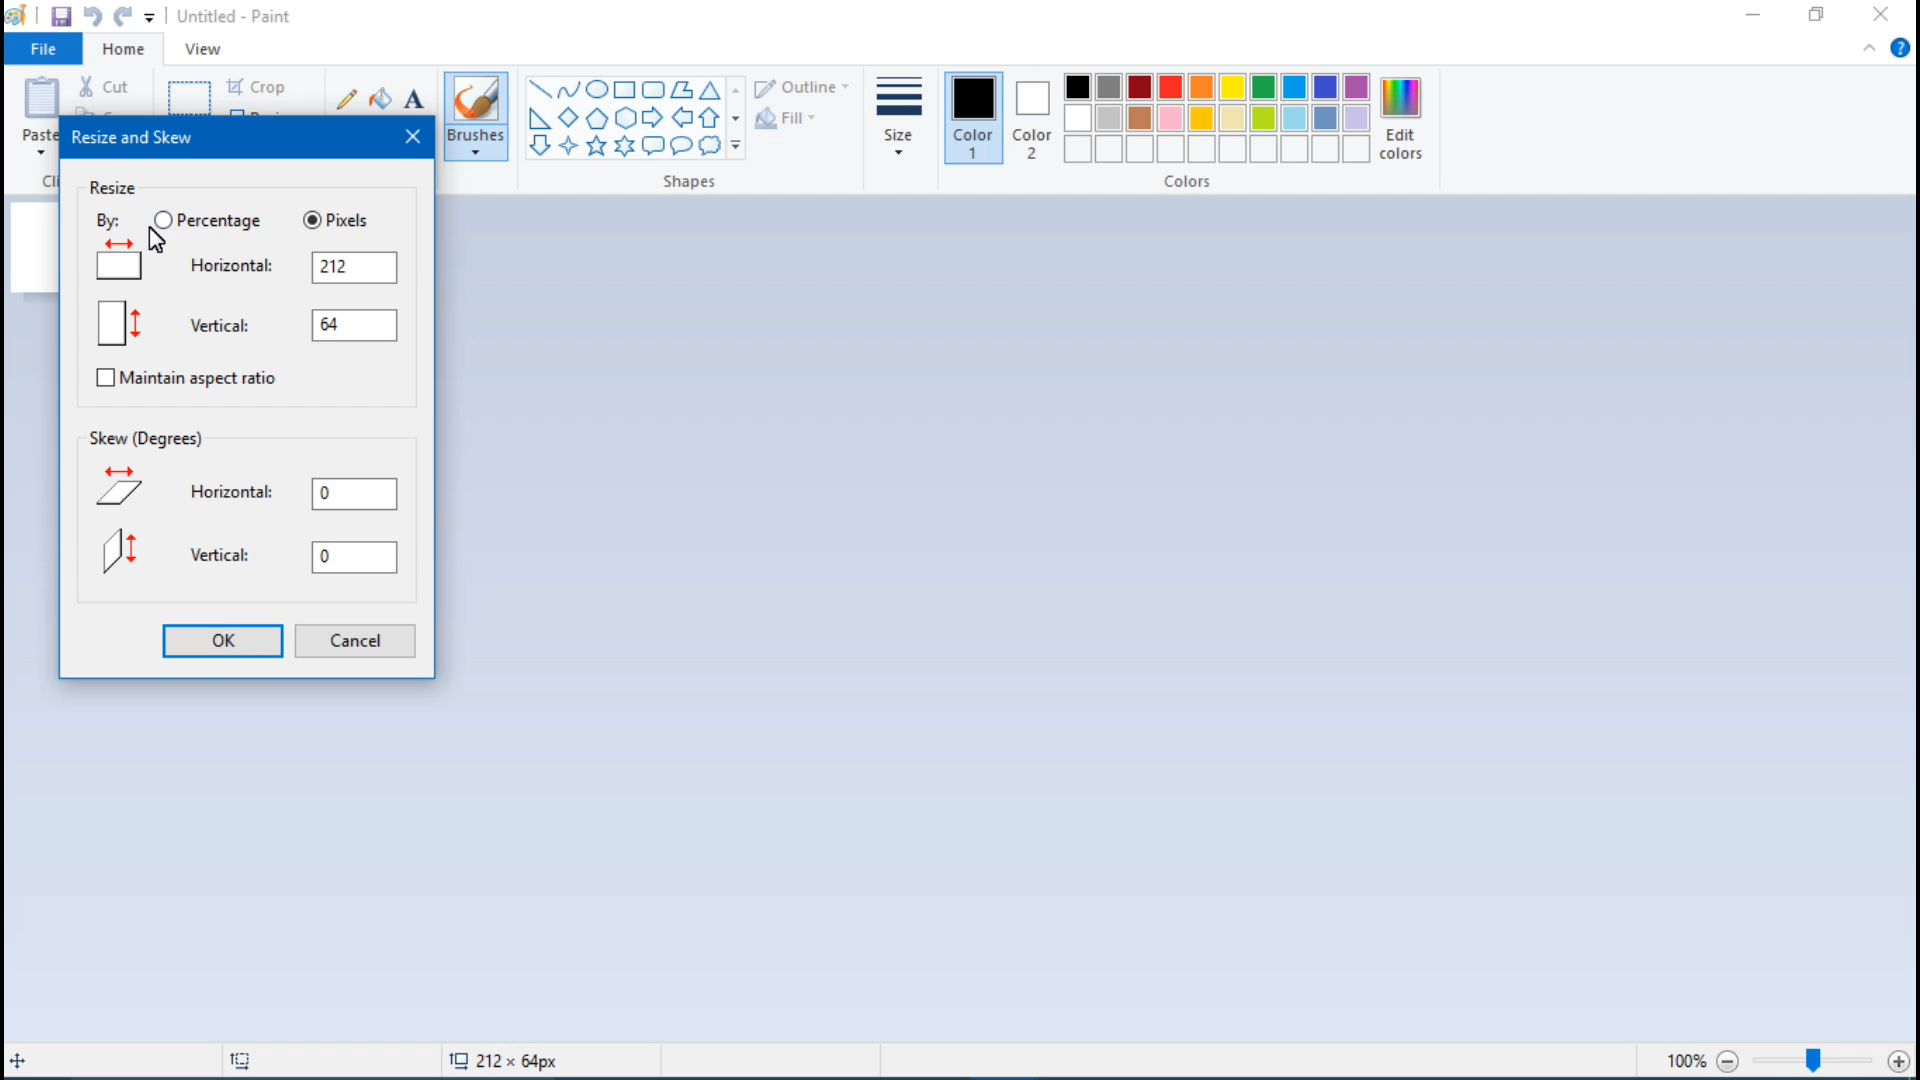 Untitled - Paint
File Home View
Paste
Cut
Crop
Brushes
Outline
Fill
Shapes
Size
Color 1
Color 2
Edit colors
Colors
Resize and Skew
Resize
By: Percentage Pixels
Horizontal: 212
Vertical: 64
Maintain aspect ratio
Skew (Degrees)
Horizontal: 0
Vertical: 0
OK Cancel
212 × 64px
100%